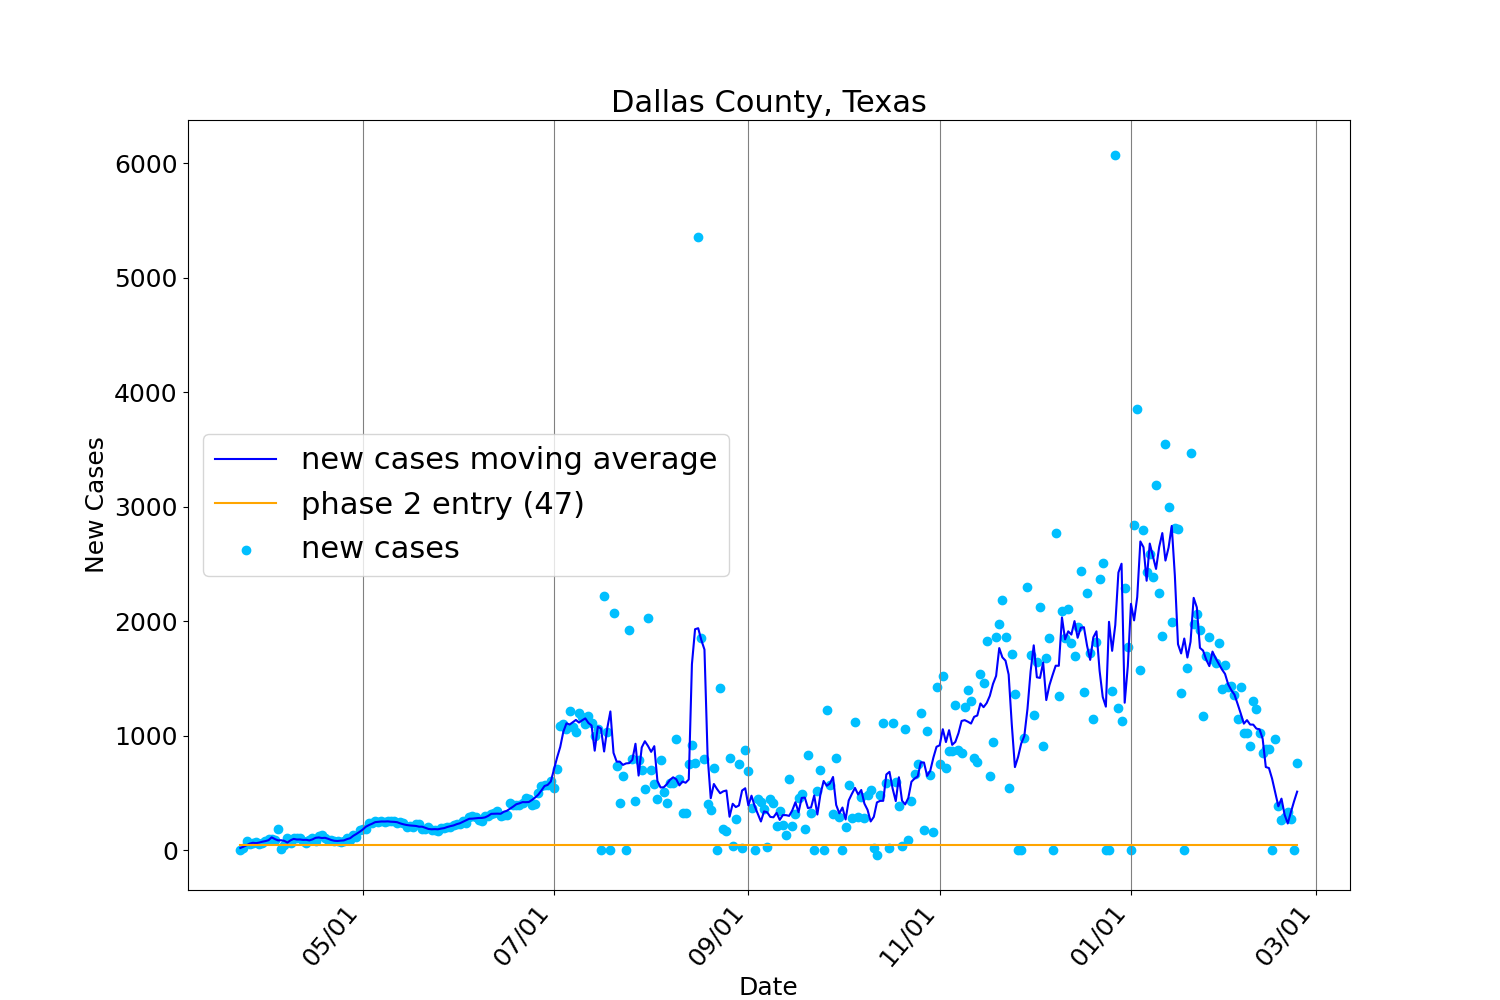 Dallas County, Texas
6000
5000
4000
3000
2000
1000
0
New Cases
new cases moving average
phase 2 entry (47)
new cases
05/01
07/01
09/01
11/01
01/01
03/01
Date